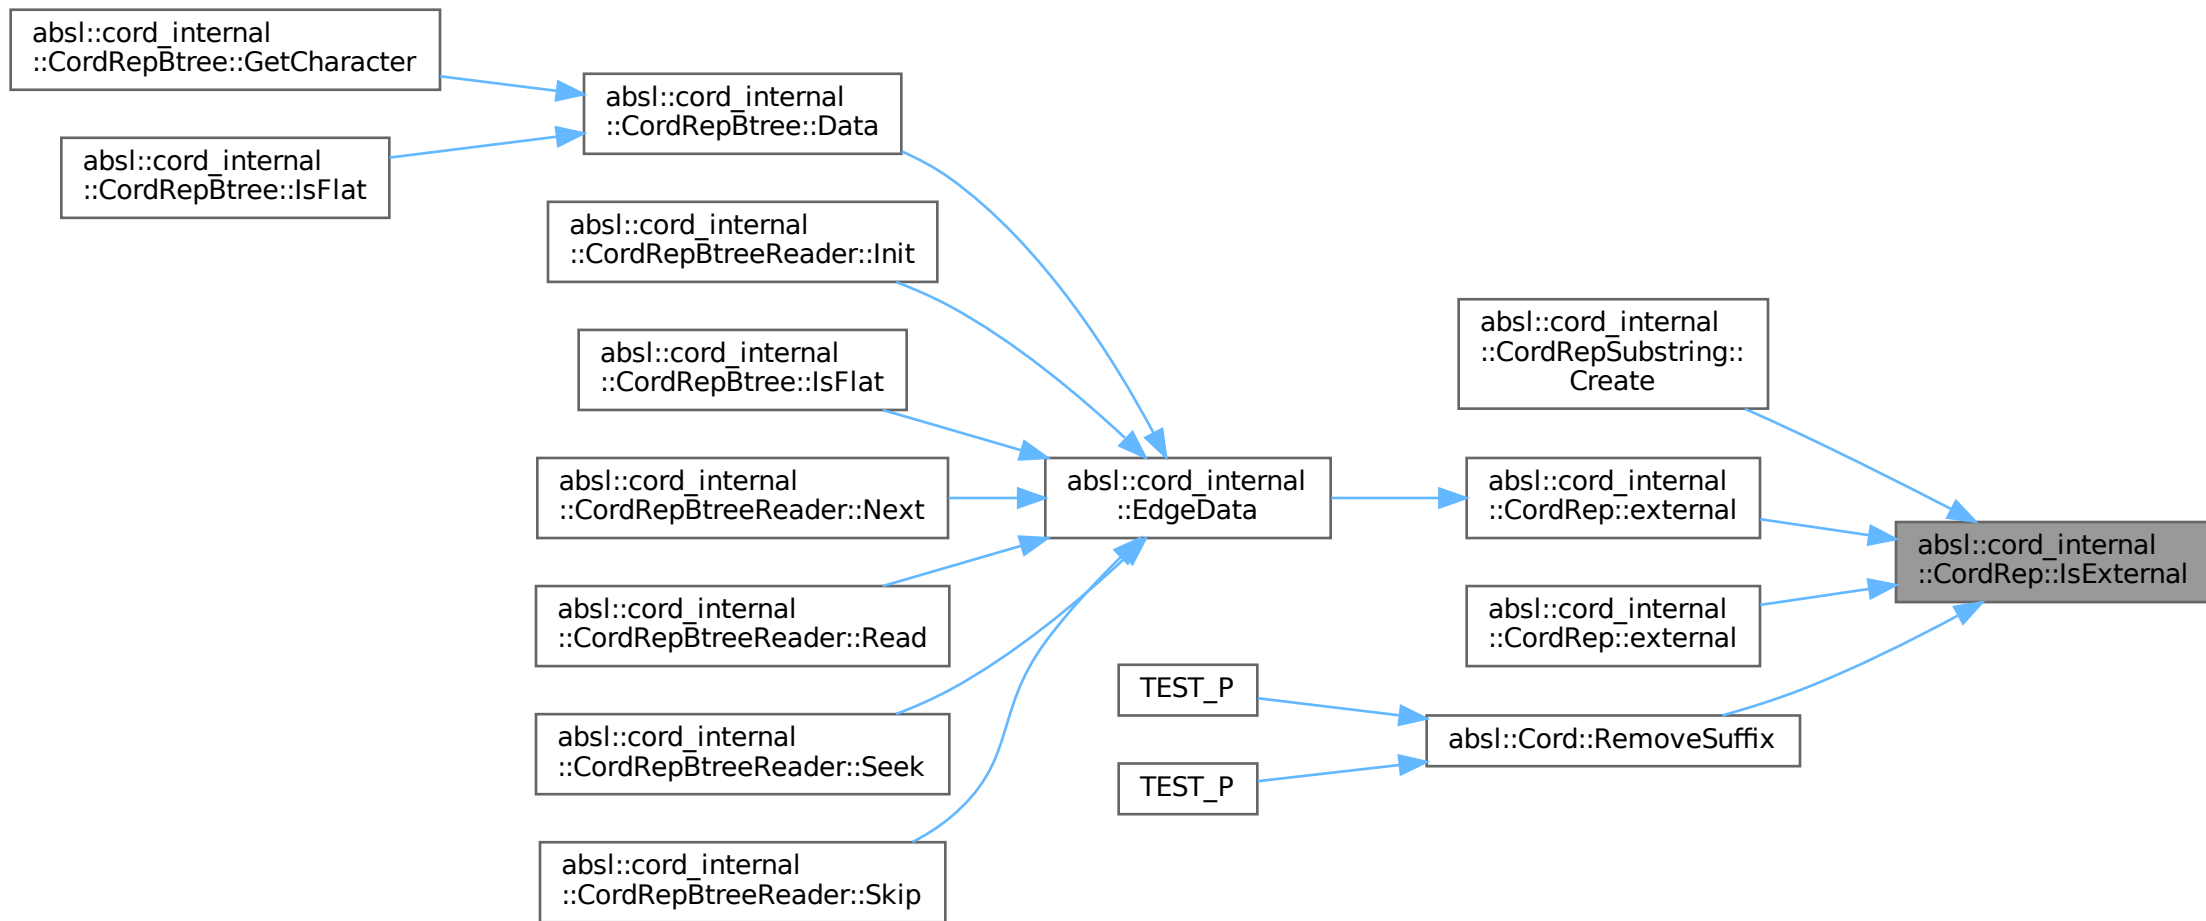 absl::cord_internal
::CordRepBtree::GetCharacter
absl::cord_internal
::CordRepBtree::IsFlat
absl::cord_internal
::CordRepBtree::Data
absl::cord_internal
::CordRepBtreeReader::Init
absl::cord_internal
::CordRepBtree::IsFlat
absl::cord_internal
::CordRepBtreeReader::Next
absl::cord_internal
::CordRepBtreeReader::Read
absl::cord_internal
::CordRepBtreeReader::Seek
absl::cord_internal
::CordRepBtreeReader::Skip
absl::cord_internal
::EdgeData
TEST_P
TEST_P
absl::cord_internal
::CordRepSubstring::
Create
absl::cord_internal
::CordRep::external
absl::cord_internal
::CordRep::external
absl::Cord::RemoveSuffix
absl::cord_internal
::CordRep::IsExternal